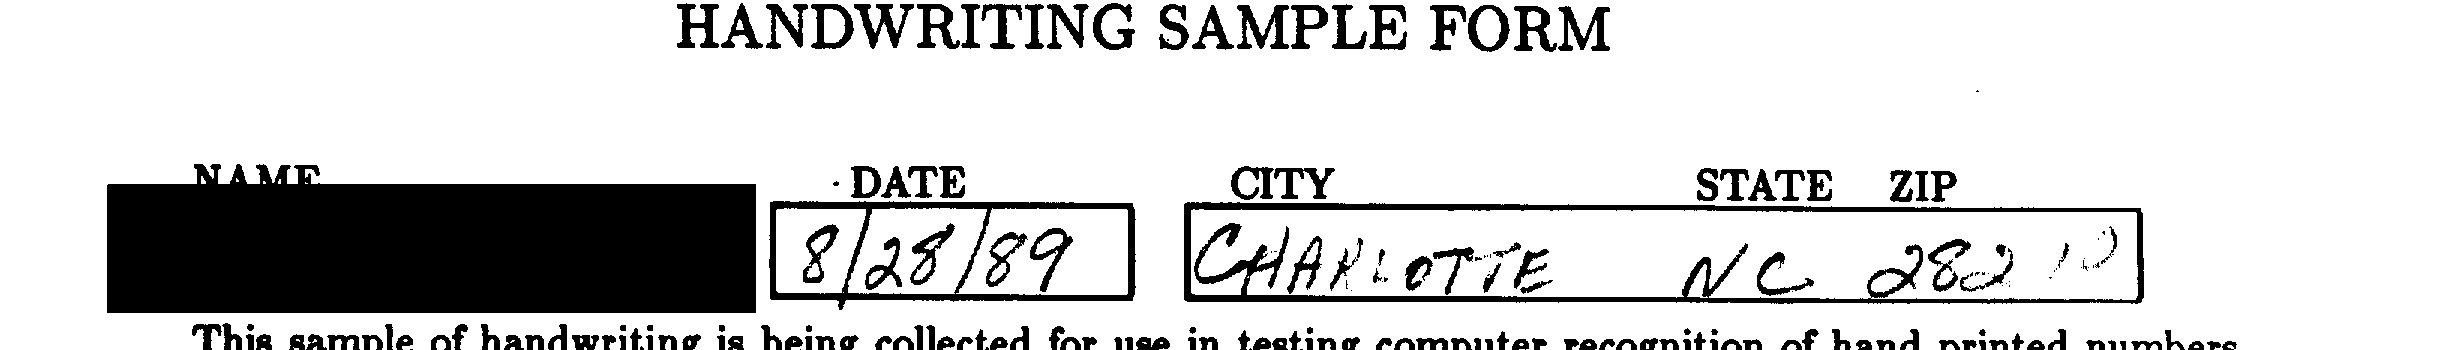 HANDWRITING SAMPLE FORM
NAME DATE CITY STATE ZIP
8/28/89 CHARLOTTE NC 28210
This sample of handwriting is being collected for use in testing computer recognition of hand printed numbers